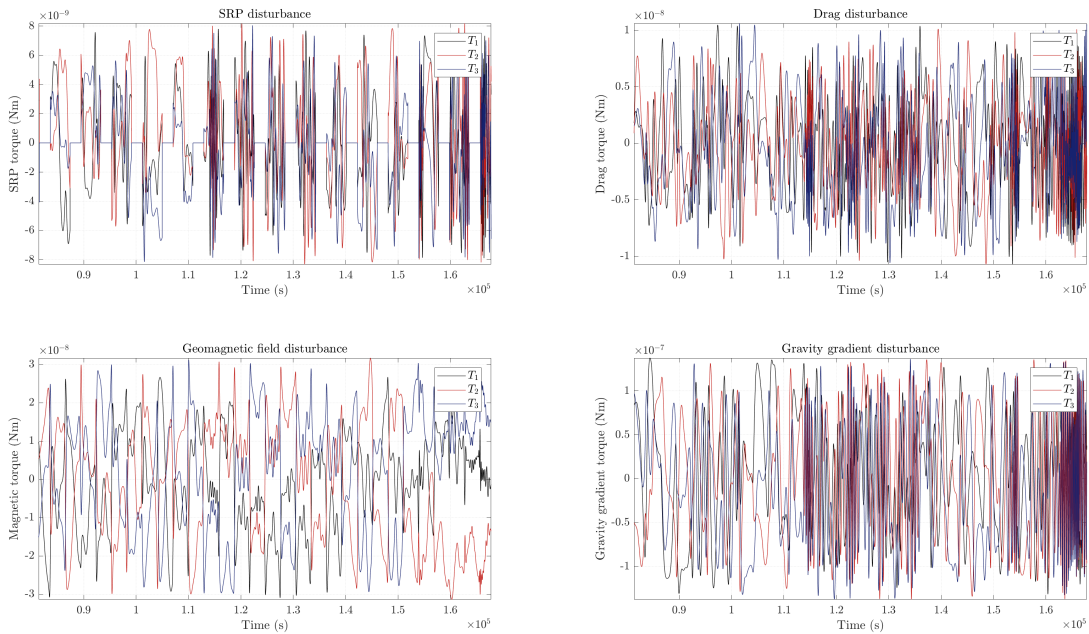 SRP disturbance
×10⁻⁹
8
6
4
2
0
-2
-4
-6
-8
SRP torque (Nm)
T₁
T₂
T₃
0.9 1 1.1 1.2 1.3 1.4 1.5 1.6
Time (s)
×10⁵
Drag disturbance
×10⁻⁸
1
0.5
0
-0.5
-1
Drag torque (Nm)
T₁
T₂
T₃
0.9 1 1.1 1.2 1.3 1.4 1.5 1.6
Time (s)
×10⁵
Geomagnetic field disturbance
×10⁻⁸
3
2
1
0
-1
-2
-3
Magnetic torque (Nm)
T₁
T₂
T₃
0.9 1 1.1 1.2 1.3 1.4 1.5 1.6
Time (s)
×10⁵
Gravity gradient disturbance
×10⁻⁷
1
0.5
0
-0.5
-1
Gravity gradient torque (Nm)
T₁
T₂
T₃
0.9 1 1.1 1.2 1.3 1.4 1.5 1.6
Time (s)
×10⁵